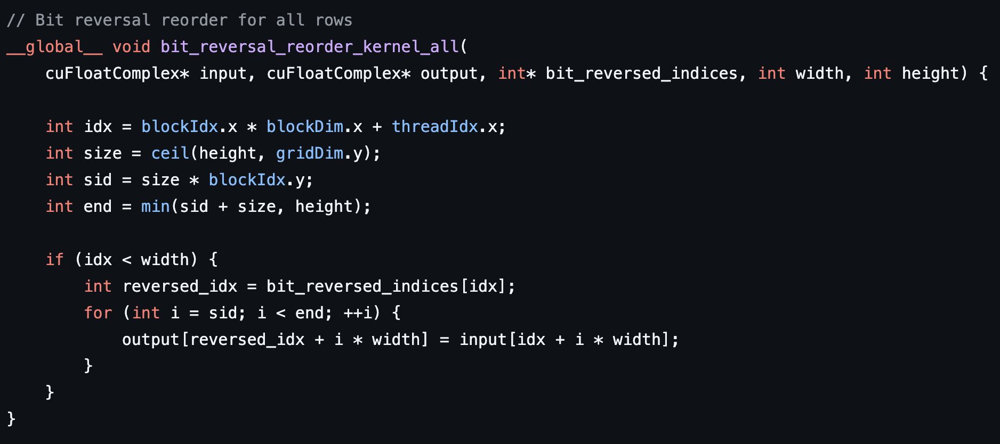 // Bit reversal reorder for all rows
__global__ void bit_reversal_reorder_kernel_all(
    cuFloatComplex* input, cuFloatComplex* output, int* bit_reversed_indices, int width, int height) {

    int idx = blockIdx.x * blockDim.x + threadIdx.x;
    int size = ceil(height, gridDim.y);
    int sid = size * blockIdx.y;
    int end = min(sid + size, height);

    if (idx < width) {
        int reversed_idx = bit_reversed_indices[idx];
        for (int i = sid; i < end; ++i) {
            output[reversed_idx + i * width] = input[idx + i * width];
        }
    }
}